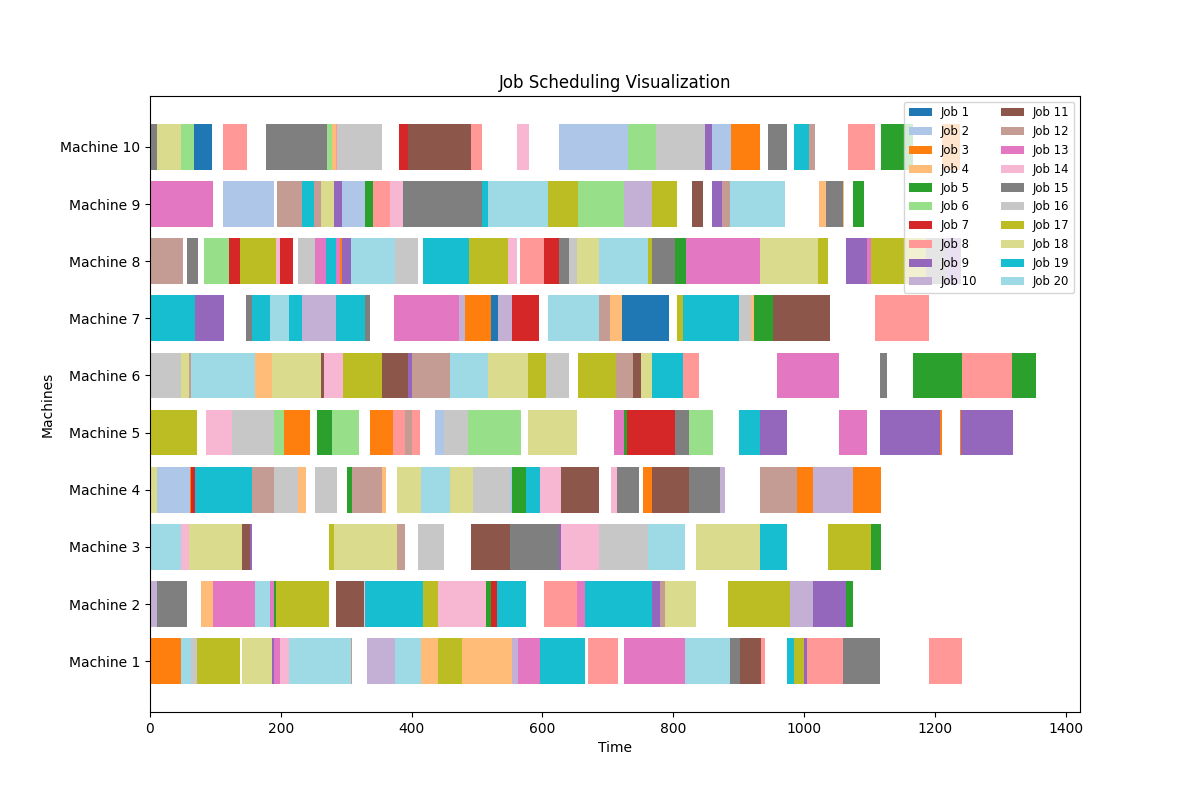 Job Scheduling Visualization
Machine 10
Machine 9
Machine 8
Machine 7
Machine 6
Machine 5
Machine 4
Machine 3
Machine 2
Machine 1
Machines
0 200 400 600 800 1000 1200 1400
Time
Job 1
Job 2
Job 3
Job 4
Job 5
Job 6
Job 7
Job 8
Job 9
Job 10
Job 11
Job 12
Job 13
Job 14
Job 15
Job 16
Job 17
Job 18
Job 19
Job 20